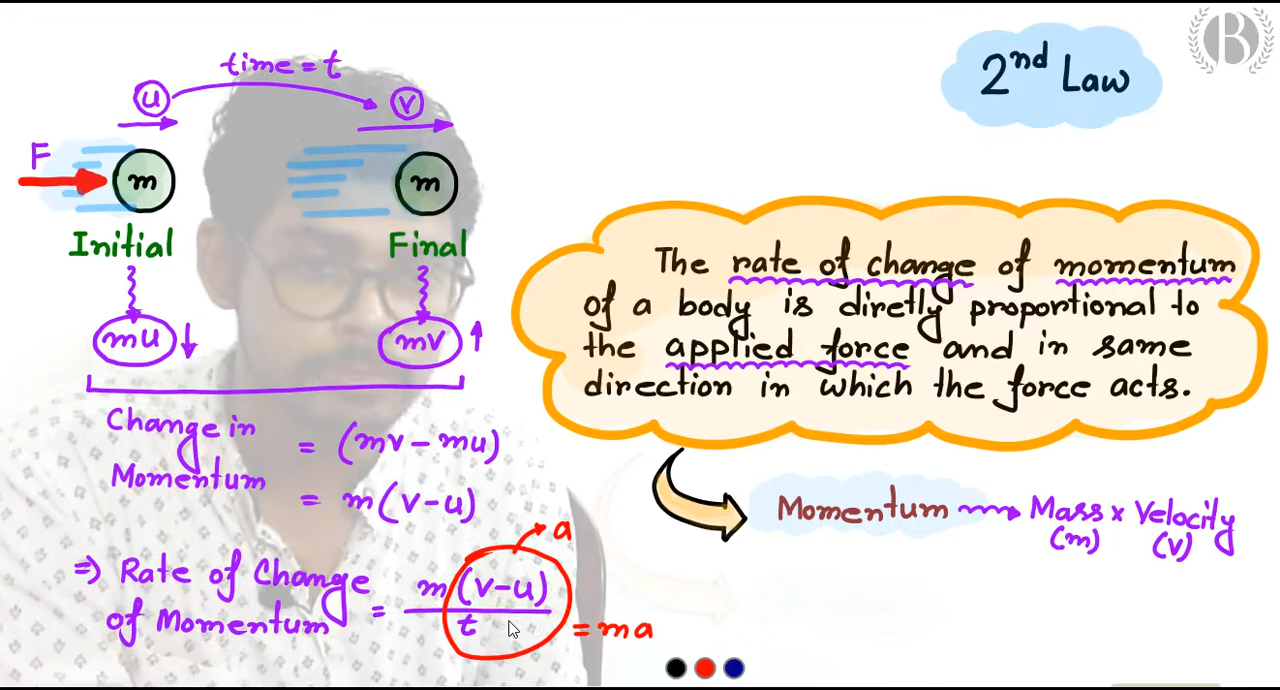 B
2nd Law
time = t
u
v
F
m
m
Initial
Final
mu ↓
mv ↑
Change in
Momentum
= (mv - mu)
= m(v-u)
⇒ Rate of Change
of Momentum
= m(v-u)
t
→ a
= ma
The rate of change of momentum
of a body is diretly proportional to
the applied force and in same
direction in which the force acts.
Momentum → Mass x Velocity
(m) (v)